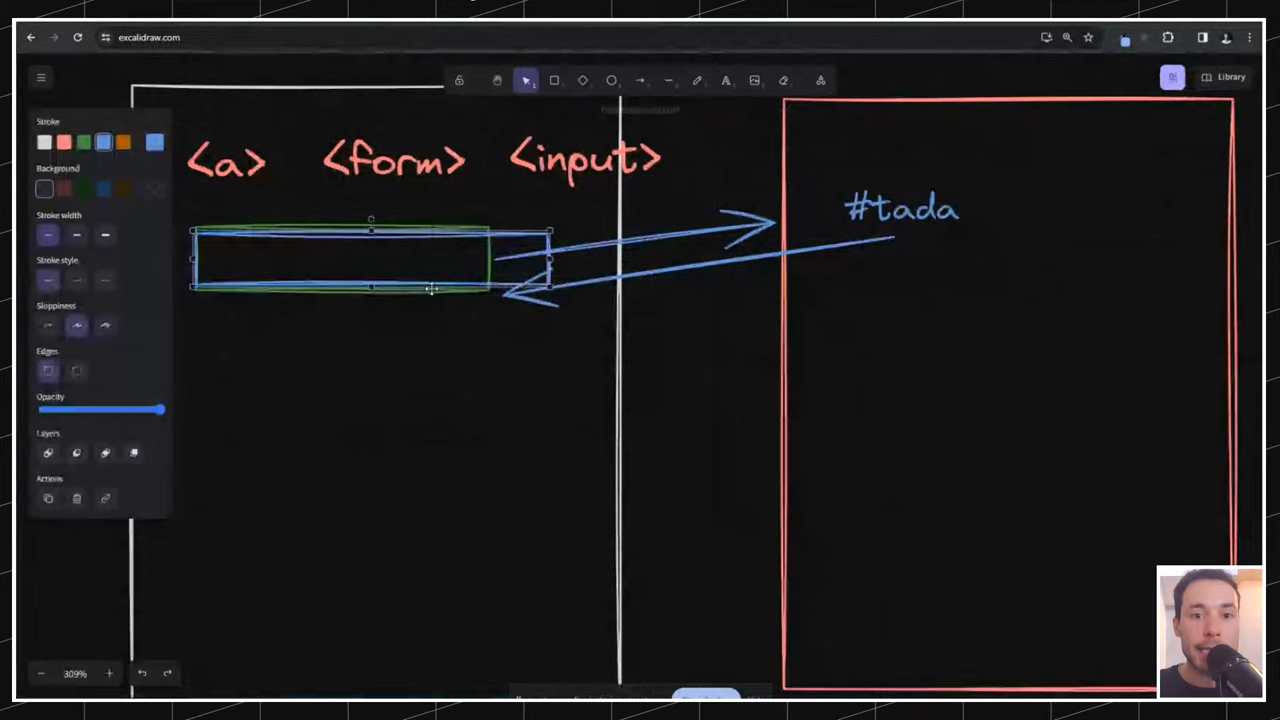 excalidraw.com
Library
Stroke
<a> <form> <input>
Background
#tada
Stroke width
Stroke style
Sloppiness
Edges
Opacity
Layers
Actions
309%